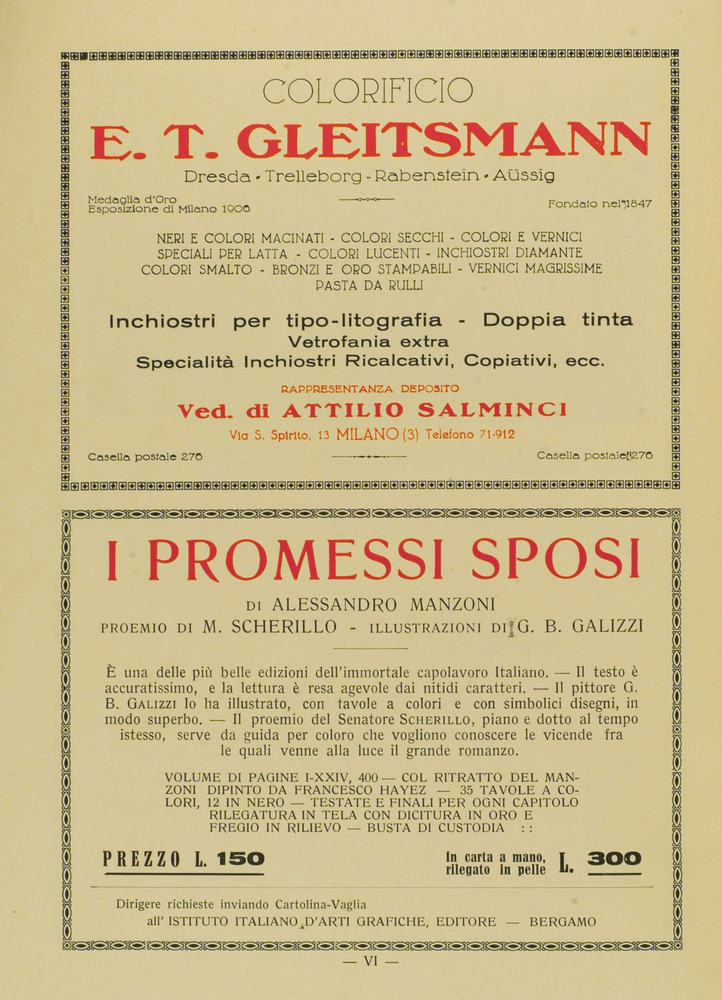 COLORIFICIO
E. T. GLEITSMANN
Dresda - Trelleborg - Rabenstein - Aüssig
Medaglia d'Oro
Esposizione di Milano 1906
Fondato nel 1847
NERI E COLORI MACINATI - COLORI SECCHI - COLORI E VERNICI
SPECIALI PER LATTA - COLORI LUCENTI - INCHIOSTRI DIAMANTE
COLORI SMALTO - BRONZI E ORO STAMPABILI - VERNICI MAGRISSIME
PASTA DA RULLI
Inchiostri per tipo-litografia - Doppia tinta
Vetrofania extra
Specialità Inchiostri Ricalcativi, Copiativi, ecc.
RAPPRESENTANZA DEPOSITO
Ved. di ATTILIO SALMINCI
Via S. Spirito, 13 MILANO (3) Telefono 71-912
Casella postale 276
Casella postale 276
I PROMESSI SPOSI
DI ALESSANDRO MANZONI
PROEMIO DI M. SCHERILLO - ILLUSTRAZIONI DI G. B. GALIZZI
È una delle più belle edizioni dell'immortale capolavoro Italiano. — Il testo è
accuratissimo, e la lettura è resa agevole dai nitidi caratteri. — Il pittore G.
B. GALIZZI lo ha illustrato, con tavole a colori e con simbolici disegni, in
modo superbo. — Il proemio del Senatore SCHERILLO, piano e dotto al tempo
istesso, serve da guida per coloro che vogliono conoscere le vicende fra
le quali venne alla luce il grande romanzo.
VOLUME DI PAGINE I-XXIV, 400 — COL RITRATTO DEL MAN-
ZONI DIPINTO DA FRANCESCO HAYEZ — 35 TAVOLE A CO-
LORI, 12 IN NERO — TESTATE E FINALI PER OGNI CAPITOLO
RILEGATURA IN TELA CON DICITURA IN ORO E
FREGIO IN RILIEVO — BUSTA DI CUSTODIA : :
PREZZO L. 150
In carta a mano,
rilegato in pelle L. 300
Dirigere richieste inviando Cartolina-Vaglia
all' ISTITUTO ITALIANO D'ARTI GRAFICHE, EDITORE — BERGAMO
— VI —